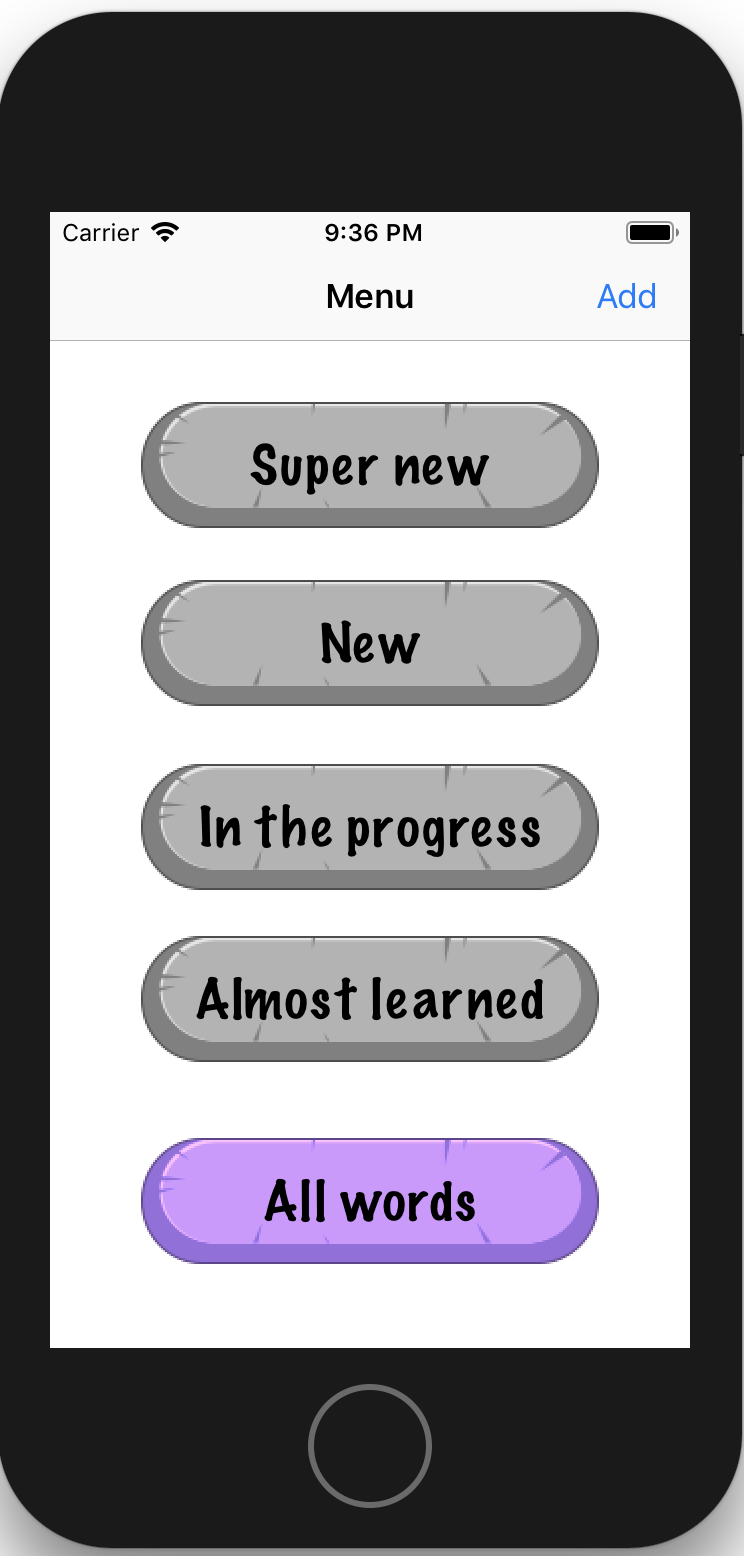 Carrier 9:36 PM
Menu Add
Super new
New
In the progress
Almost learned
All words